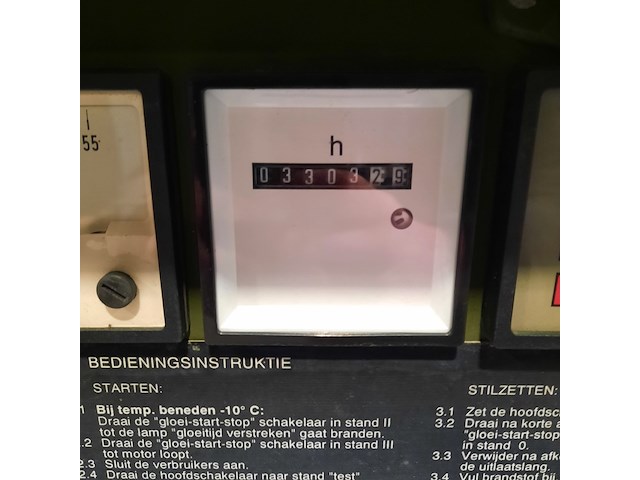 55
h
0330329
BEDIENINGSINSTRUKTIE
STARTEN:
1 Bij temp. beneden -10° C:
Draai de "gloei-start-stop" schakelaar in stand II
tot de lamp "gloeitijd verstreken" gaat branden.
.2 Draai de "gloei-start-stop" schakelaar in stand III
tot motor loopt.
2.3 Sluit de verbruikers aan.
2.4 Draai de hoofdschakelaar naar stand "test"
STILZETTEN:
3.1 Zet de hoofdsch
3.2 Draai na korte a
"gloei-start-stop
in stand 0.
3.3 Verwijder na afk
de uitlaatslang.
3.4 Vul brandstof bij